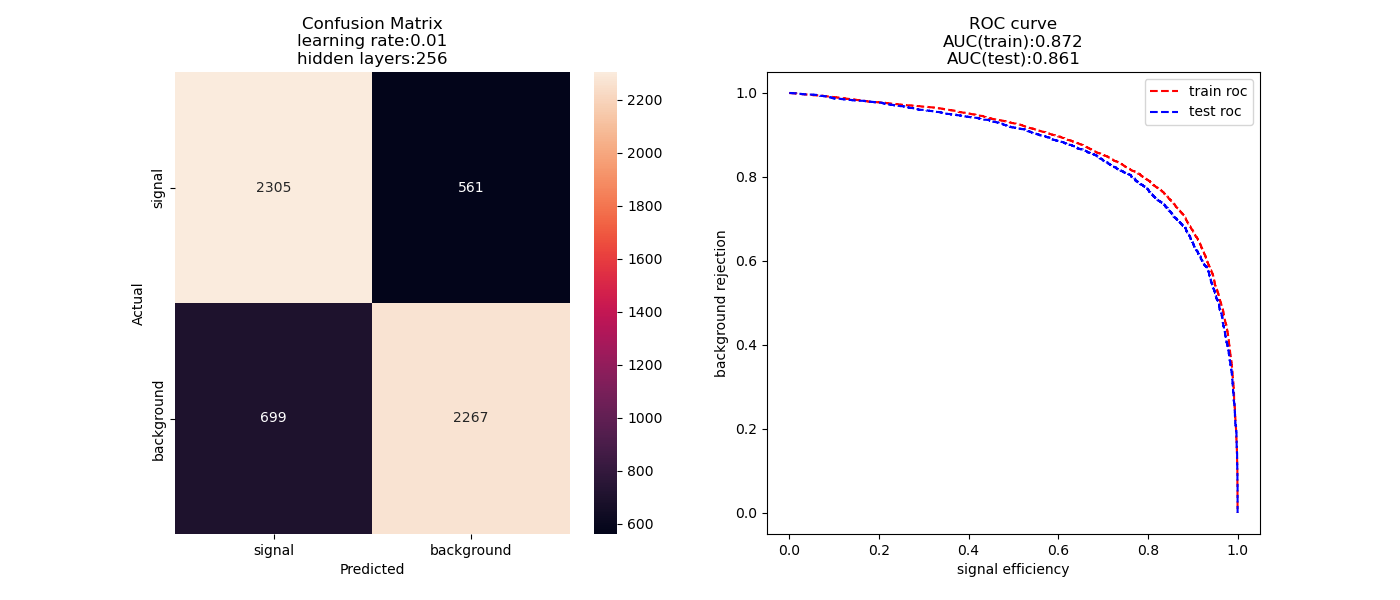 Confusion Matrix
learning rate:0.01
hidden layers:256
signal
background
Actual
2305
561
699
2267
signal
background
Predicted
2200
2000
1800
1600
1400
1200
1000
800
600
ROC curve
AUC(train):0.872
AUC(test):0.861
train roc
test roc
background rejection
1.0
0.8
0.6
0.4
0.2
0.0
0.0
0.2
0.4
0.6
0.8
1.0
signal efficiency